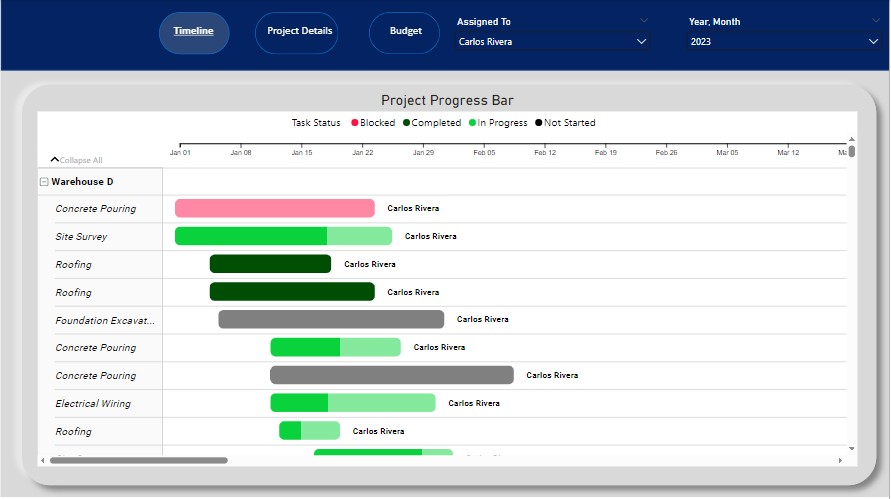 Timeline
Project Details
Budget
Assigned To
Carlos Rivera
Year, Month
2023
Project Progress Bar
Task Status Blocked Completed In Progress Not Started
Collapse All
Jan 01 Jan 08 Jan 15 Jan 22 Jan 29 Feb 05 Feb 12 Feb 19 Feb 26 Mar 05 Mar 12
Warehouse D
Concrete Pouring Carlos Rivera
Site Survey Carlos Rivera
Roofing Carlos Rivera
Roofing Carlos Rivera
Foundation Excavat... Carlos Rivera
Concrete Pouring Carlos Rivera
Concrete Pouring Carlos Rivera
Electrical Wiring Carlos Rivera
Roofing Carlos Rivera